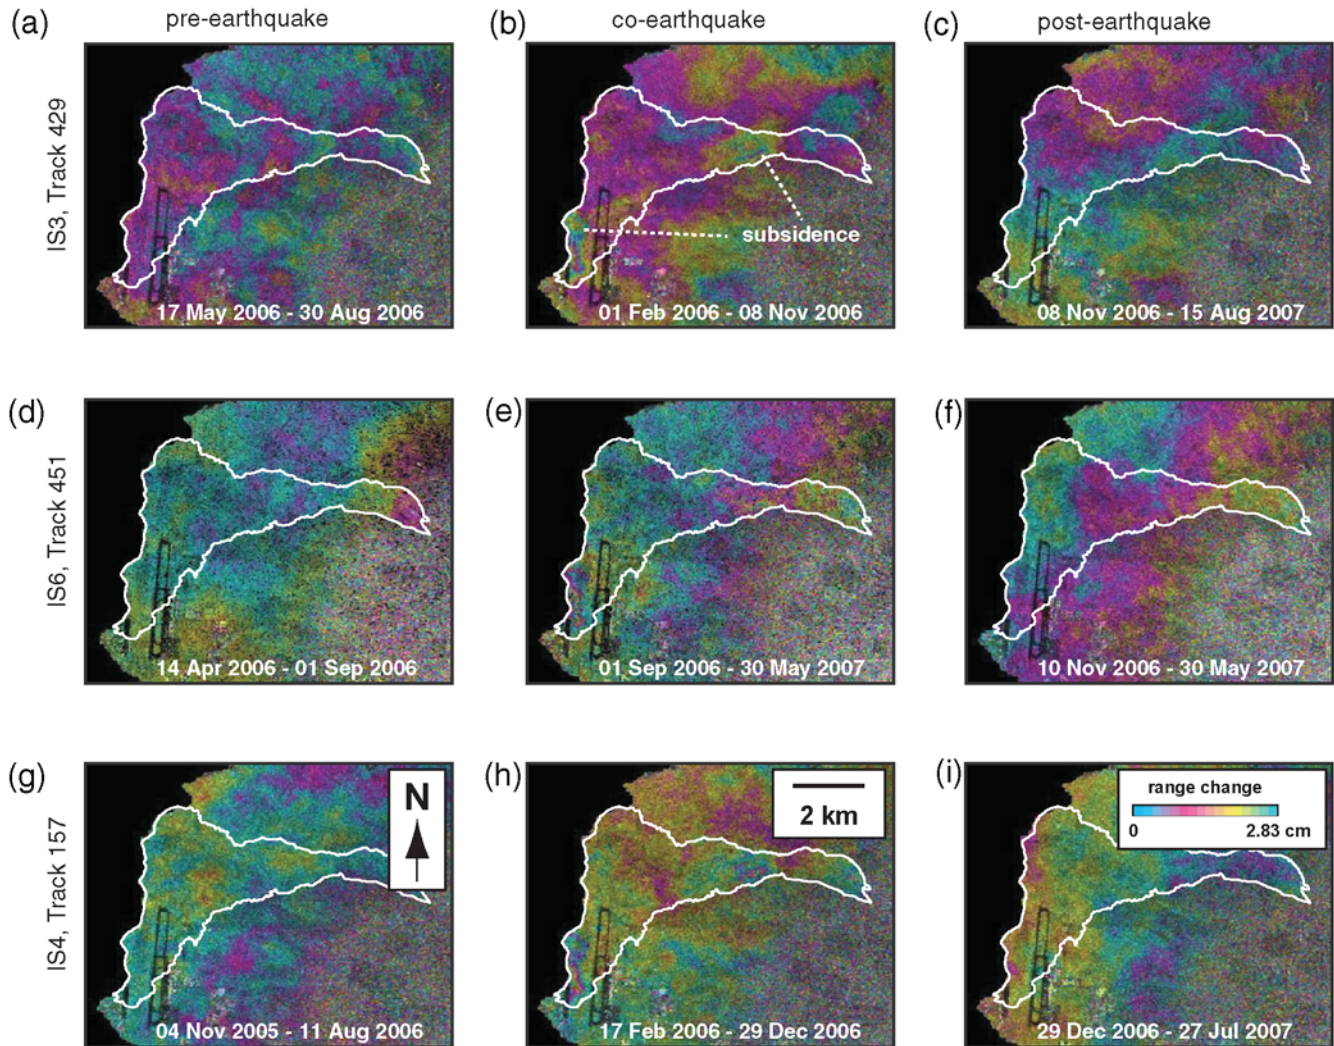 (a) pre-earthquake (b) co-earthquake (c) post-earthquake
IS3, Track 429
subsidence
17 May 2006 - 30 Aug 2006 01 Feb 2006 - 08 Nov 2006 08 Nov 2006 - 15 Aug 2007
(d) (e) (f)
IS6, Track 451
14 Apr 2006 - 01 Sep 2006 01 Sep 2006 - 30 May 2007 10 Nov 2006 - 30 May 2007
(g) (h) (i)
IS4, Track 157
N
2 km
range change
0 2.83 cm
04 Nov 2005 - 11 Aug 2006 17 Feb 2006 - 29 Dec 2006 29 Dec 2006 - 27 Jul 2007